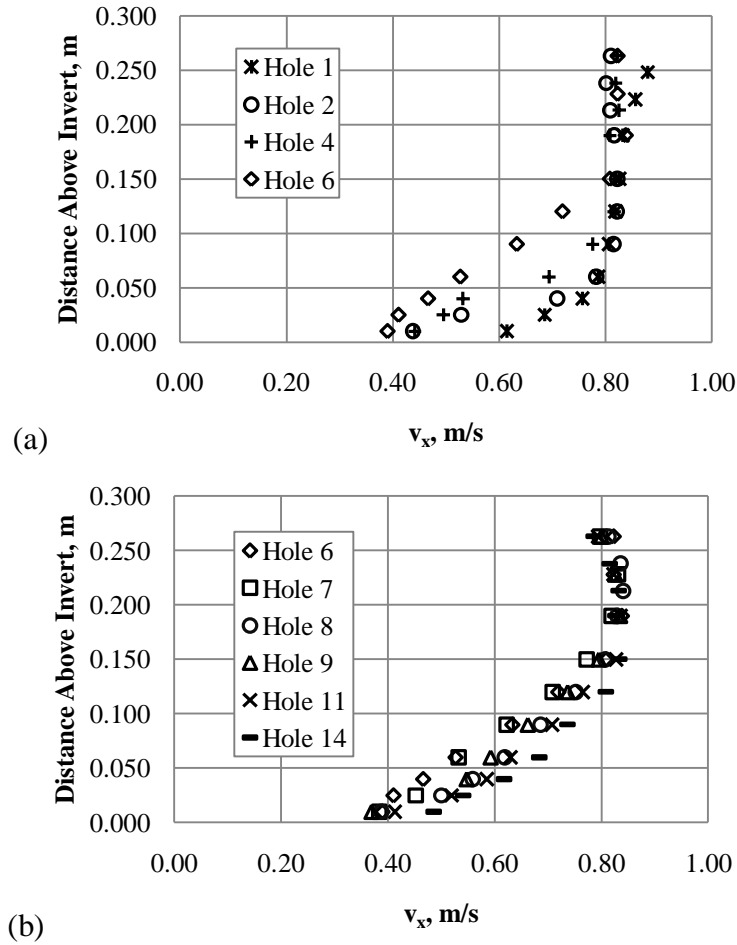 0.300
0.250
0.200
0.150
0.100
0.050
0.000
Distance Above Invert, m
Hole 1
Hole 2
Hole 4
Hole 6
0.00 0.20 0.40 0.60 0.80 1.00
vx, m/s
(a)
0.300
0.250
0.200
0.150
0.100
0.050
0.000
Distance Above Invert, m
Hole 6
Hole 7
Hole 8
Hole 9
Hole 11
Hole 14
0.00 0.20 0.40 0.60 0.80 1.00
vx, m/s
(b)